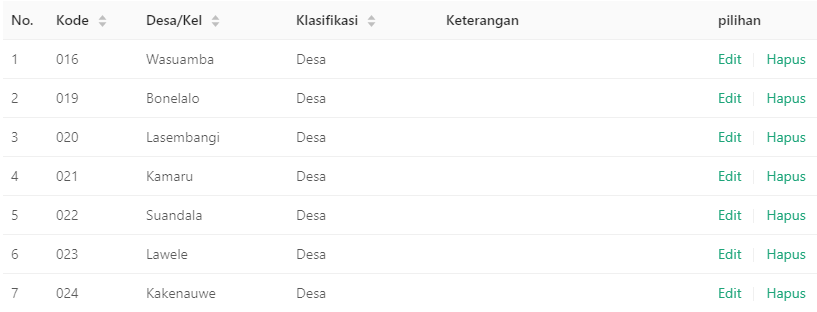 No. Kode Desa/Kel Klasifikasi Keterangan pilihan
1 016 Wasuamba Desa Edit Hapus
2 019 Bonelalo Desa Edit Hapus
3 020 Lasembangi Desa Edit Hapus
4 021 Kamaru Desa Edit Hapus
5 022 Suandala Desa Edit Hapus
6 023 Lawele Desa Edit Hapus
7 024 Kakenauwe Desa Edit Hapus